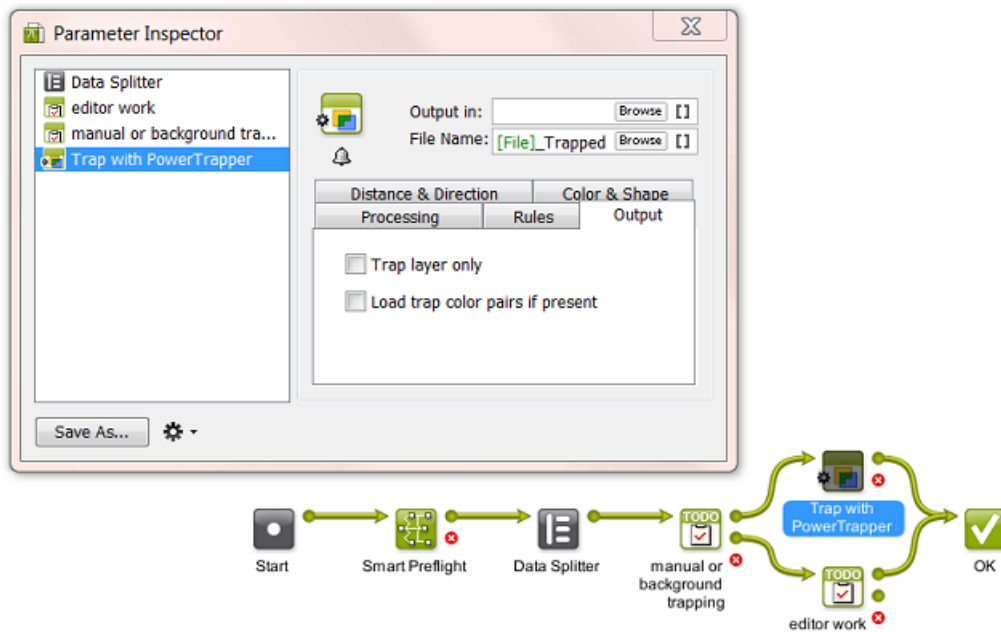 Parameter Inspector
Data Splitter
editor work
manual or background tra...
Trap with PowerTrapper
Output in:
Browse
[]
File Name:
[File]_Trapped
Browse
[]
Distance & Direction
Color & Shape
Processing
Rules
Output
Trap layer only
Load trap color pairs if present
Save As...
Start
Smart Preflight
Data Splitter
TODO
manual or
background
trapping
Trap with
PowerTrapper
TODO
editor work
OK